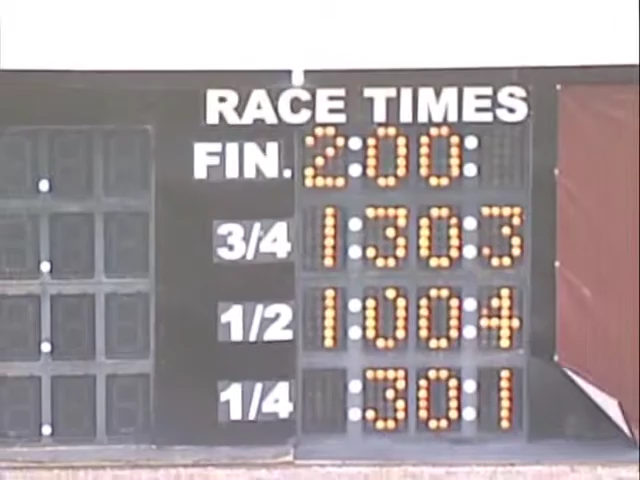 RACE TIMES
FIN. 2:00:
3/4 1:30:3
1/2 1:00:4
1/4 :30:1